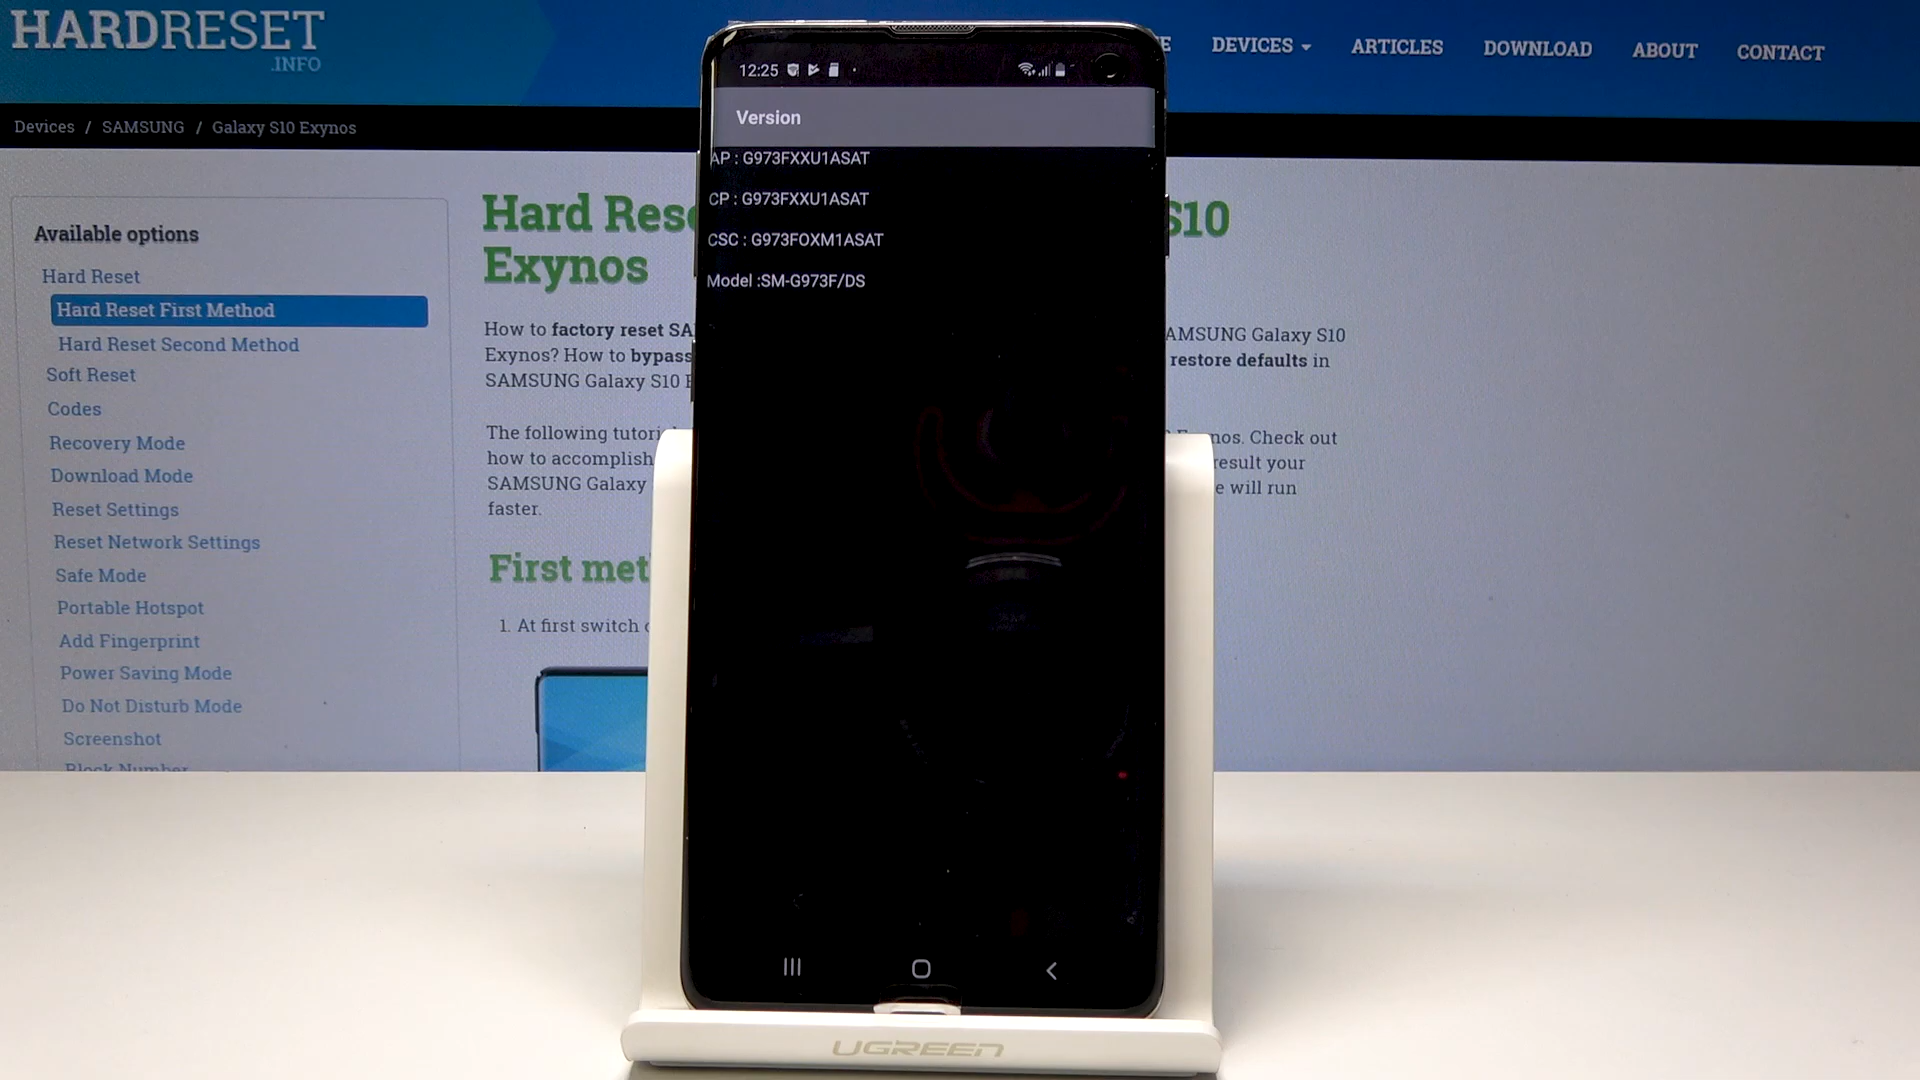 HARDRESET
.INFO
DEVICES
ARTICLES
DOWNLOAD
ABOUT
CONTACT
Devices / SAMSUNG / Galaxy S10 Exynos
Available options
Hard Reset
Hard Reset First Method
Hard Reset Second Method
Soft Reset
Codes
Recovery Mode
Download Mode
Reset Settings
Reset Network Settings
Safe Mode
Portable Hotspot
Add Fingerprint
Power Saving Mode
Do Not Disturb Mode
Screenshot
Block Number
Hard Rese S10
Exynos
How to factory reset SA AMSUNG Galaxy S10
Exynos? How to bypass restore defaults in
SAMSUNG Galaxy S10
The following tutori nos. Check out
how to accomplish result your
SAMSUNG Galaxy e will run
faster.
First met
1. At first switch
12:25
Version
AP : G973FXXU1ASAT
CP : G973FXXU1ASAT
CSC : G973FOXM1ASAT
Model :SM-G973F/DS
UGREEN